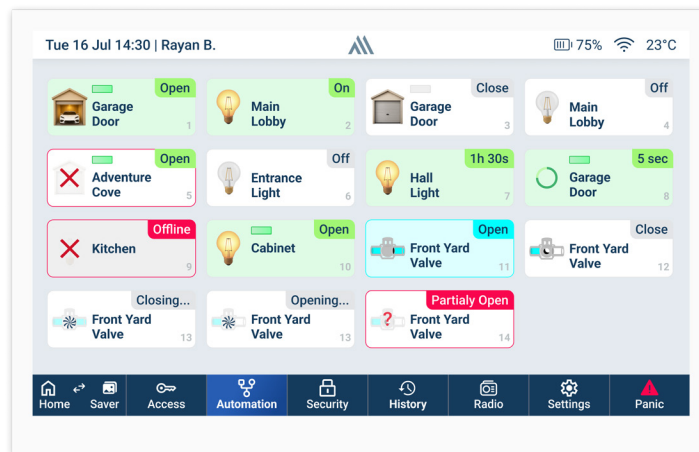 Tue 16 Jul 14:30 | Rayan B.
75%
23°C
Open
Garage
Door
1
On
Main
Lobby
2
Close
Garage
Door
3
Off
Main
Lobby
4
Open
Adventure
Cove
5
Off
Entrance
Light
6
1h 30s
Hall
Light
7
5 sec
Garage
Door
8
Offline
Kitchen
9
Open
Cabinet
10
Open
Front Yard
Valve
11
Close
Front Yard
Valve
12
Closing...
Front Yard
Valve
13
Opening...
Front Yard
Valve
13
Partialy Open
?
Front Yard
Valve
14
Home
Saver
Access
Automation
Security
History
Radio
Settings
Panic